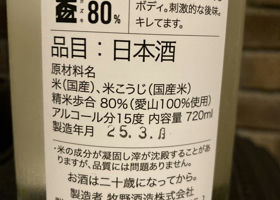 ボディ。刺激的な後味。
80% キレてます。
品目：日本酒
原材料名
米（国産）、米こうじ（国産米）
精米歩合 80%（愛山100%使用）
アルコール分15度 内容量 720ml
製造年月 25.3.月
・米の成分が凝固し滓が沈殿することが
ありますが、品質には問題ありません。
お酒は二十歳になってから。
製造者 牧野酒造株式会社